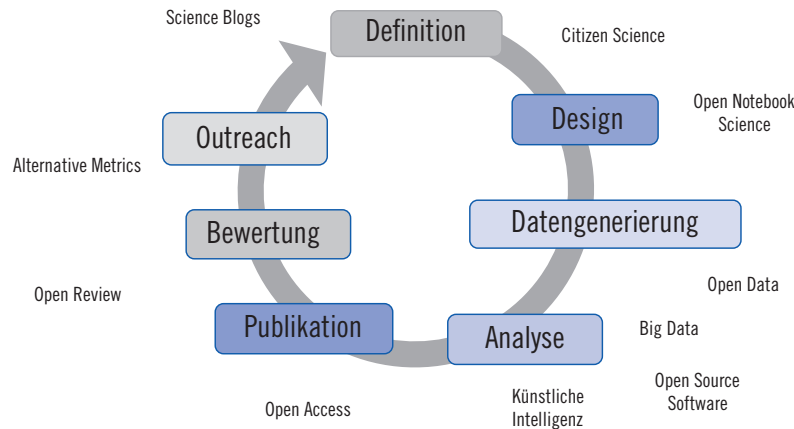 Science Blogs
Definition
Citizen Science
Design
Open Notebook
Science
Outreach
Alternative Metrics
Datengenerierung
Bewertung
Open Data
Open Review
Publikation
Analyse
Big Data
Open Source
Software
Künstliche
Intelligenz
Open Access